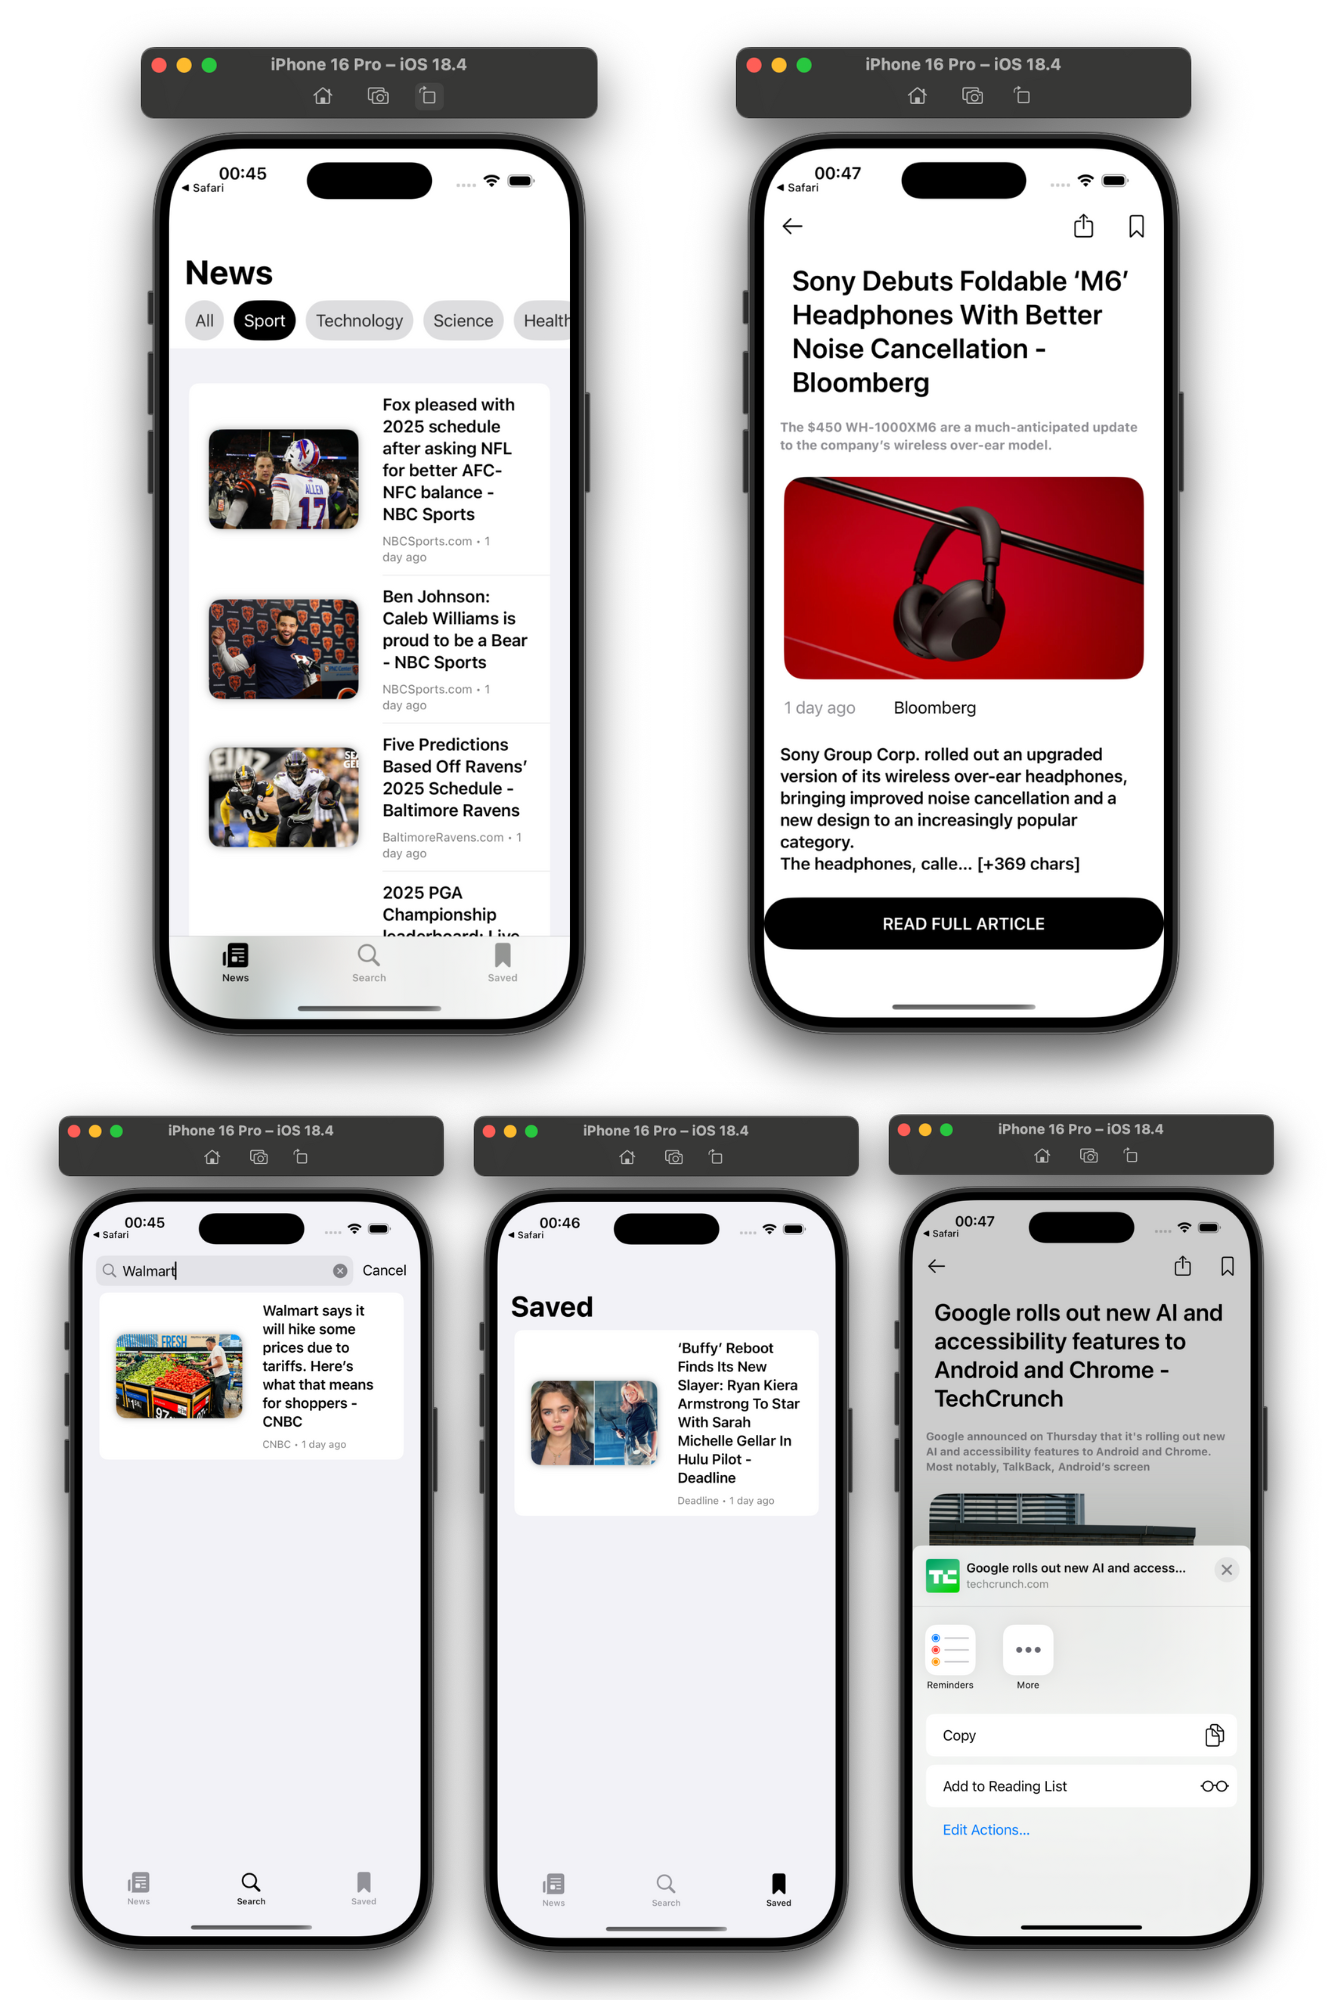 iPhone 16 Pro – iOS 18.4
00:45
◀ Safari
News
All
Sport
Technology
Science
Health
Fox pleased with
2025 schedule
after asking NFL
for better AFC-
NFC balance -
NBC Sports
NBCSports.com • 1
day ago
ALLEN
17
Ben Johnson:
Caleb Williams is
proud to be a Bear
- NBC Sports
NBCSports.com • 1
day ago
Five Predictions
Based Off Ravens’
2025 Schedule -
Baltimore Ravens
BaltimoreRavens.com • 1
day ago
90
2025 PGA
Championship
leaderboard: Live
News
Search
Saved
iPhone 16 Pro – iOS 18.4
00:47
◀ Safari
Sony Debuts Foldable ‘M6’
Headphones With Better
Noise Cancellation -
Bloomberg
The $450 WH-1000XM6 are a much-anticipated update
to the company’s wireless over-ear model.
1 day ago
Bloomberg
Sony Group Corp. rolled out an upgraded
version of its wireless over-ear headphones,
bringing improved noise cancellation and a
new design to an increasingly popular
category.
The headphones, calle… [+369 chars]
READ FULL ARTICLE
iPhone 16 Pro – iOS 18.4
00:45
◀ Safari
Walmart
Cancel
FRESH
97
Walmart says it
will hike some
prices due to
tariffs. Here’s
what that means
for shoppers -
CNBC
CNBC • 1 day ago
News
Search
Saved
iPhone 16 Pro – iOS 18.4
00:46
◀ Safari
Saved
‘Buffy’ Reboot
Finds Its New
Slayer: Ryan Kiera
Armstrong To Star
With Sarah
Michelle Gellar In
Hulu Pilot -
Deadline
Deadline • 1 day ago
News
Search
Saved
iPhone 16 Pro – iOS 18.4
00:47
◀ Safari
Google rolls out new AI and
accessibility features to
Android and Chrome -
TechCrunch
Google announced on Thursday that it's rolling out new
AI and accessibility features to Android and Chrome.
Most notably, TalkBack, Android's screen
TC
Google rolls out new AI and access...
techcrunch.com
Reminders
More
Copy
Add to Reading List
Edit Actions...